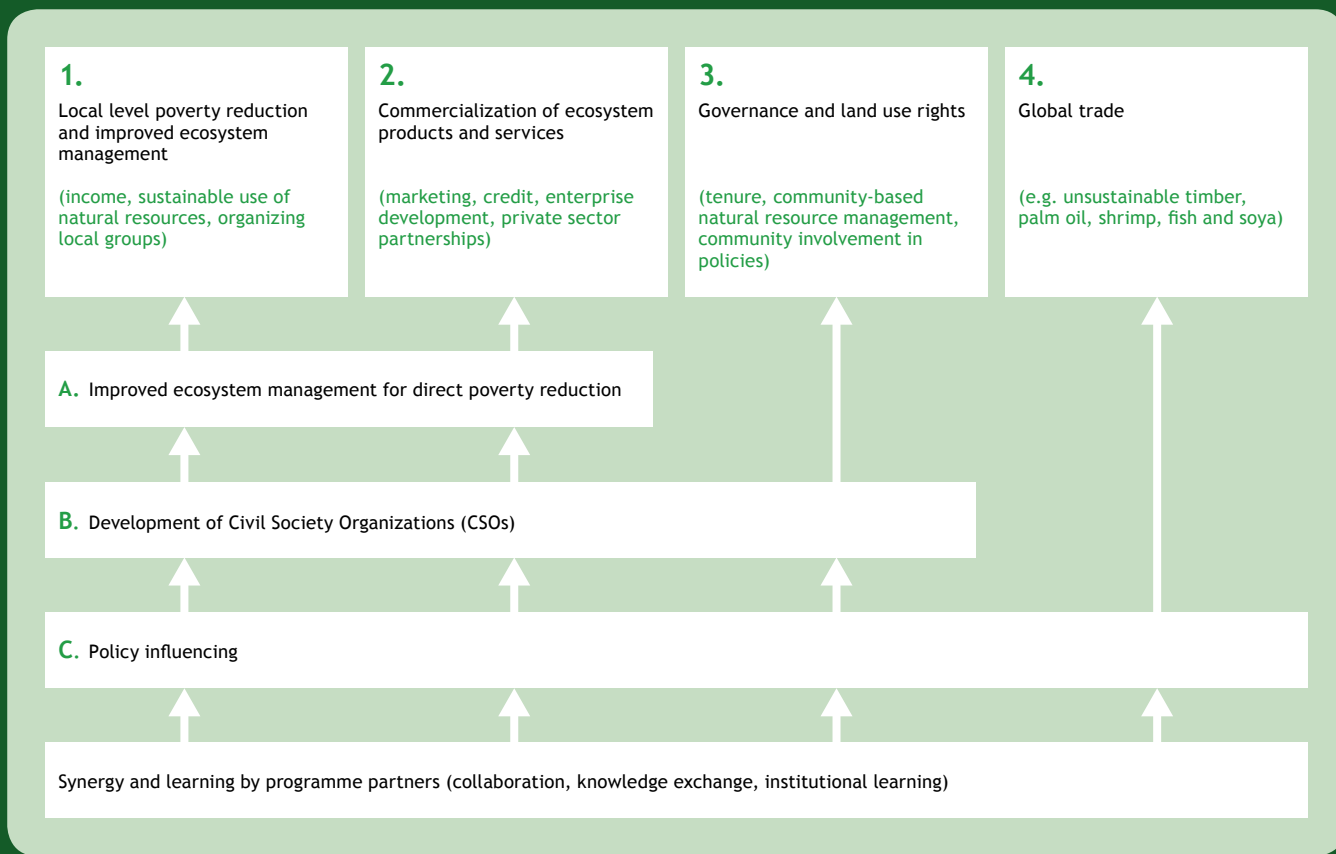 1.
Local level poverty reduction
and improved ecosystem
management
(income, sustainable use of
natural resources, organizing
local groups)
2.
Commercialization of ecosystem
products and services
(marketing, credit, enterprise
development, private sector
partnerships)
3.
Governance and land use rights
(tenure, community-based
natural resource management,
community involvement in
policies)
4.
Global trade
(e.g. unsustainable timber,
palm oil, shrimp, fish and soya)
A. Improved ecosystem management for direct poverty reduction
B. Development of Civil Society Organizations (CSOs)
C. Policy influencing
Synergy and learning by programme partners (collaboration, knowledge exchange, institutional learning)